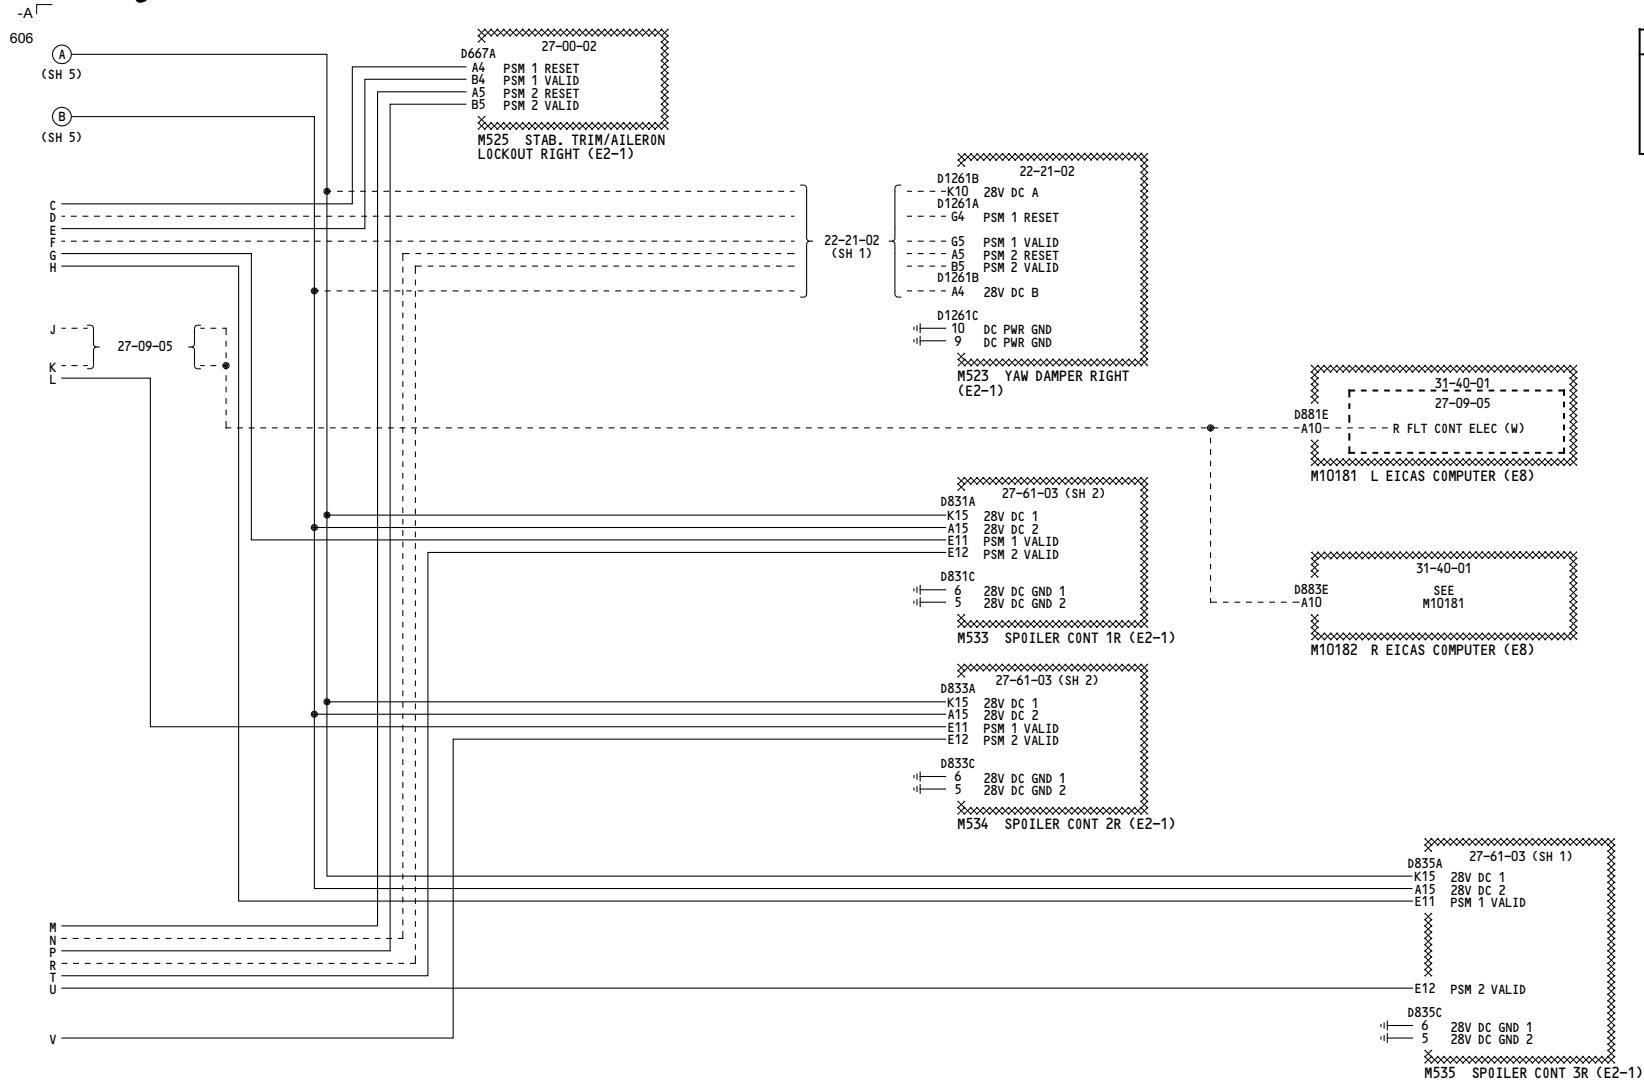 -A
606
A
(SH 5)
B
(SH 5)
27-00-02
D667A
A4 PSM 1 RESET
B4 PSM 1 VALID
A5 PSM 2 RESET
B5 PSM 2 VALID
M525 STAB. TRIM/AILERON
LOCKOUT RIGHT (E2-1)
C
D
E
F
G
H
22-21-02
(SH 1)
22-21-02
D1261B
K10 28V DC A
D1261A
G4 PSM 1 RESET
G5 PSM 1 VALID
A5 PSM 2 RESET
B5 PSM 2 VALID
D1261B
A4 28V DC B
D1261C
10 DC PWR GND
9 DC PWR GND
M523 YAW DAMPER RIGHT
(E2-1)
J
27-09-05
K
L
31-40-01
27-09-05
D881E
A10 R FLT CONT ELEC (W)
M10181 L EICAS COMPUTER (E8)
27-61-03 (SH 2)
D831A
K15 28V DC 1
A15 28V DC 2
E11 PSM 1 VALID
E12 PSM 2 VALID
D831C
6 28V DC GND 1
5 28V DC GND 2
M533 SPOILER CONT 1R (E2-1)
31-40-01
D883E
SEE
A10 M10181
M10182 R EICAS COMPUTER (E8)
27-61-03 (SH 2)
D833A
K15 28V DC 1
A15 28V DC 2
E11 PSM 1 VALID
E12 PSM 2 VALID
D833C
6 28V DC GND 1
5 28V DC GND 2
M534 SPOILER CONT 2R (E2-1)
27-61-03 (SH 1)
D835A
K15 28V DC 1
A15 28V DC 2
E11 PSM 1 VALID
M
N
P
R
T
U
E12 PSM 2 VALID
D835C
6 28V DC GND 1
5 28V DC GND 2
V
M535 SPOILER CONT 3R (E2-1)